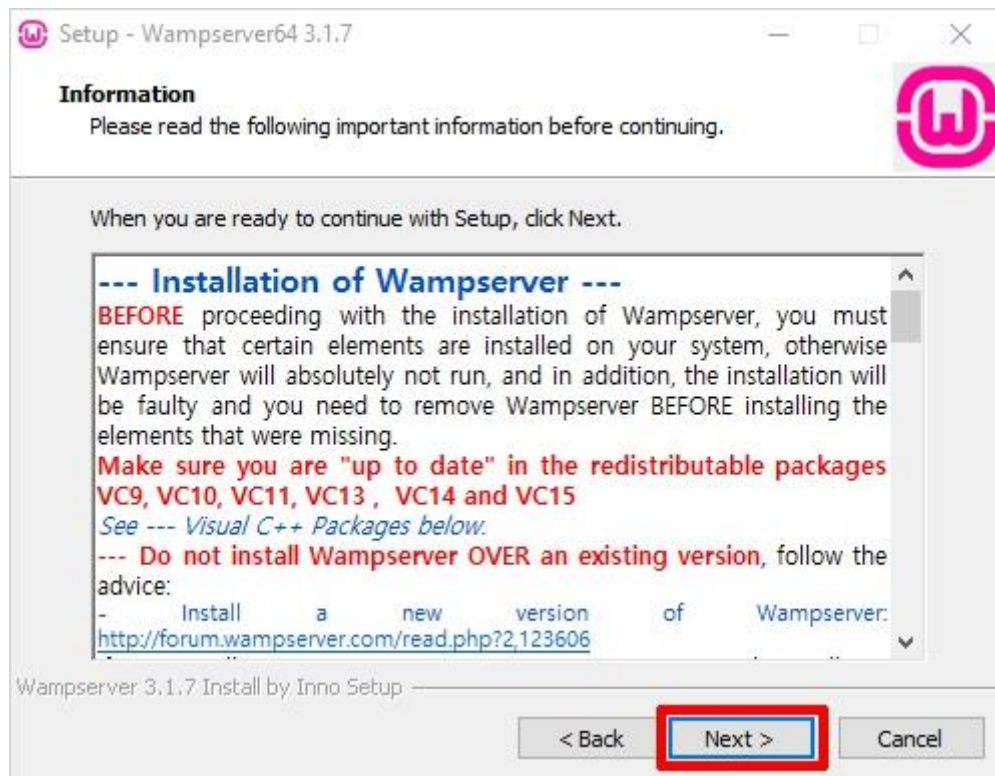 Setup - Wampserver64 3.1.7
Information
Please read the following important information before continuing.
When you are ready to continue with Setup, click Next.
--- Installation of Wampserver ---
BEFORE proceeding with the installation of Wampserver, you must
ensure that certain elements are installed on your system, otherwise
Wampserver will absolutely not run, and in addition, the installation will
be faulty and you need to remove Wampserver BEFORE installing the
elements that were missing.
Make sure you are "up to date" in the redistributable packages
VC9, VC10, VC11, VC13 , VC14 and VC15
See --- Visual C++ Packages below.
--- Do not install Wampserver OVER an existing version, follow the
advice:
- Install a new version of Wampserver:
http://forum.wampserver.com/read.php?2,123606
Wampserver 3.1.7 Install by Inno Setup
< Back
Next >
Cancel